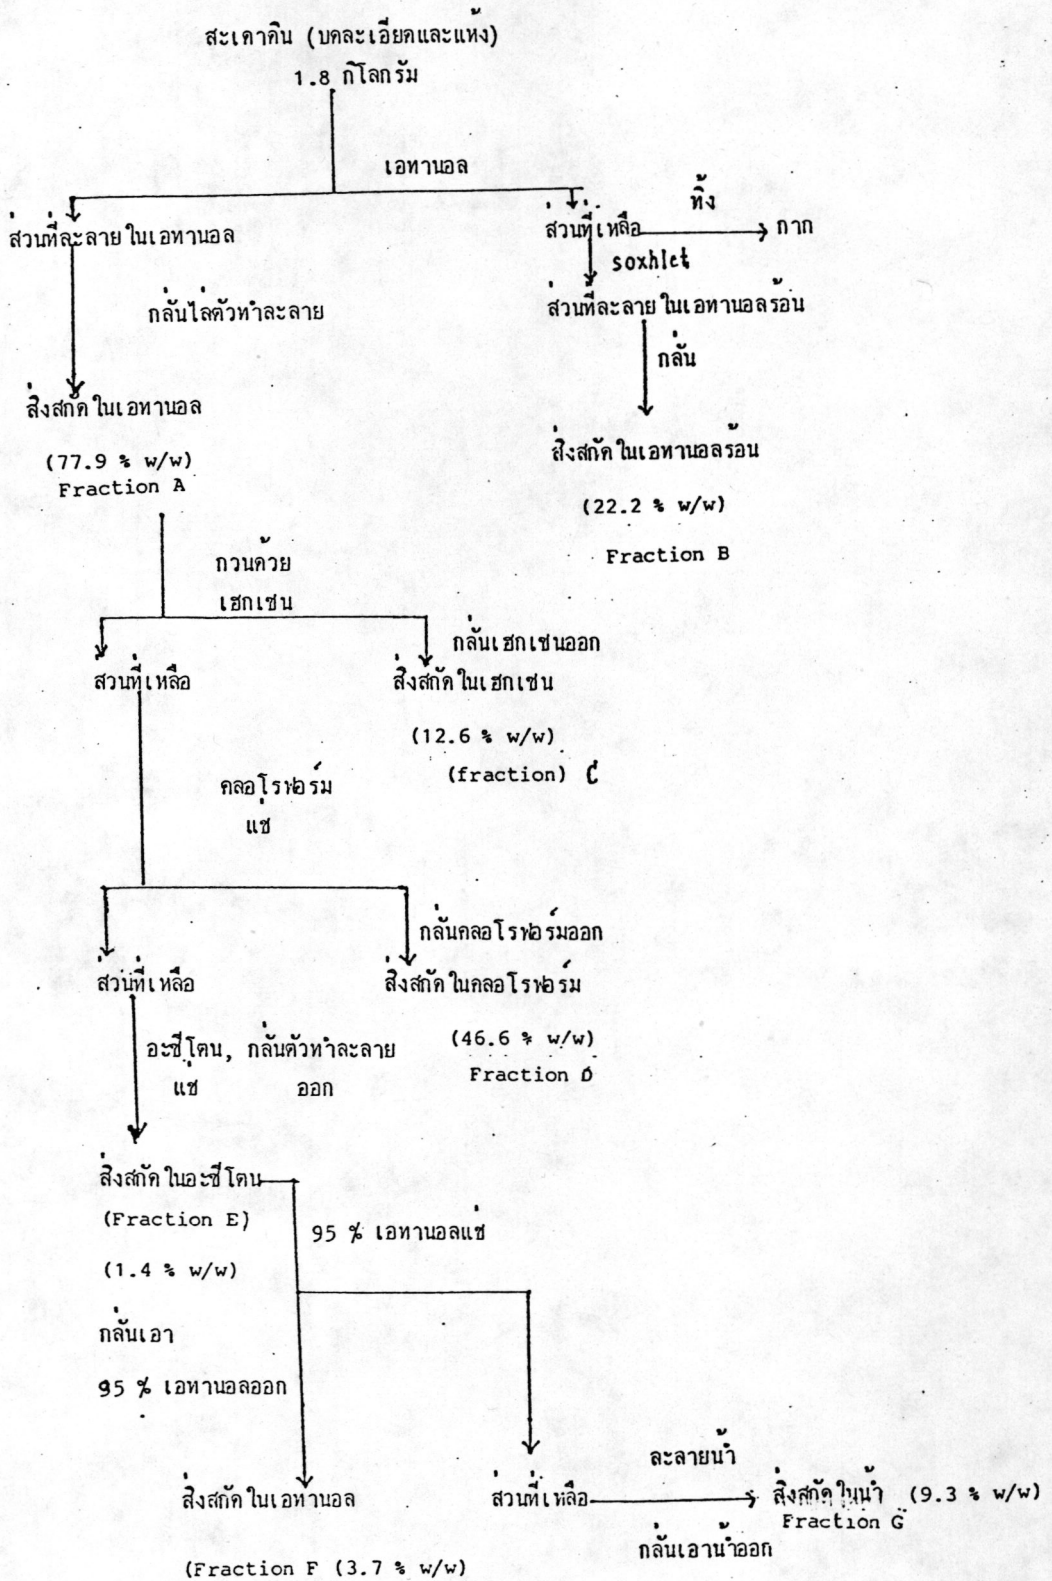 สะเดาดิน (บดละเอียดและแห้ง)
1.8 กิโลกรัม
เอทานอล
ส่วนที่ละลายในเอทานอล
ส่วนที่เหลือ
ทิ้ง
กาก
soxhlet
กลั่นไล่ตัวทำละลาย
ส่วนที่ละลายในเอทานอลร้อน
กลั่น
สิ่งสกัดในเอทานอล
(77.9 % w/w)
Fraction A
สิ่งสกัดในเอทานอลร้อน
(22.2 % w/w)
Fraction B
กวนด้วย
เฮกเซน
กลั่นเฮกเซนออก
ส่วนที่เหลือ
สิ่งสกัดในเฮกเซน
(12.6 % w/w)
(fraction) C
คลอโรฟอร์ม
แช่
กลั่นคลอโรฟอร์มออก
ส่วนที่เหลือ
สิ่งสกัดในคลอโรฟอร์ม
(46.6 % w/w)
Fraction D
อะซีโตน, กลั่นตัวทำละลาย
แช่ ออก
สิ่งสกัดในอะซีโตน
(Fraction E)
(1.4 % w/w)
95 % เอทานอลแช่
กลั่นเอา
95 % เอทานอลออก
สิ่งสกัดในเอทานอล
(Fraction F (3.7 % w/w)
ส่วนที่เหลือ
ละลายน้ำ
กลั่นเอาน้ำออก
สิ่งสกัดในน้ำ (9.3 % w/w)
Fraction G